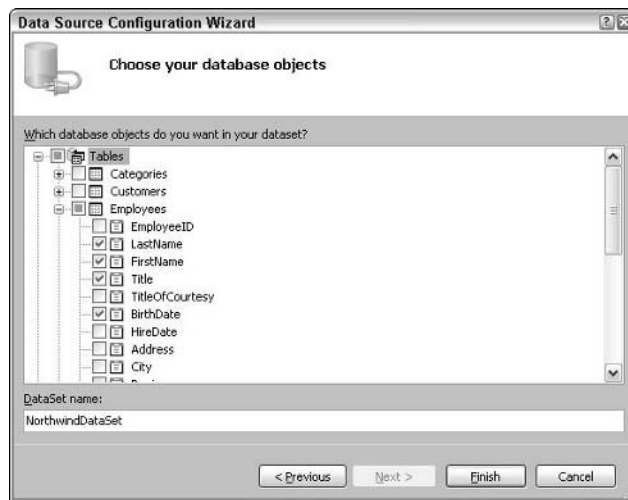 Data Source Configuration Wizard
Choose your database objects
Which database objects do you want in your dataset?
Tables
Categories
Customers
Employees
EmployeeID
LastName
FirstName
Title
TitleOfCourtesy
BirthDate
HireDate
Address
City
DataSet name:
NorthwindDataSet
< Previous
Next >
Finish
Cancel